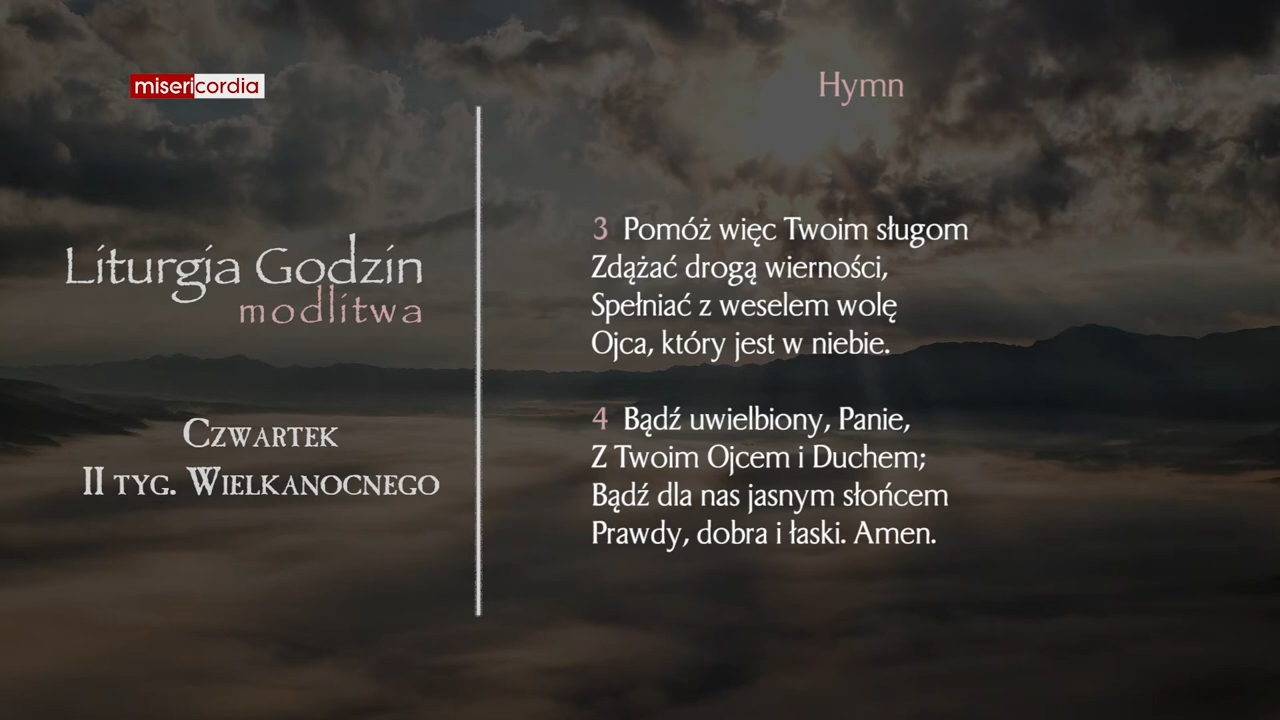 misericordia
Liturgia Godzin
modlitwa
Czwartek
II tyg. Wielkanocnego
Hymn
3 Pomóż więc Twoim sługom
Zdążać drogą wierności,
Spełniać z weselem wolę
Ojca, który jest w niebie.
4 Bądź uwielbiony, Panie,
Z Twoim Ojcem i Duchem;
Bądź dla nas jasnym słońcem
Prawdy, dobra i łaski. Amen.